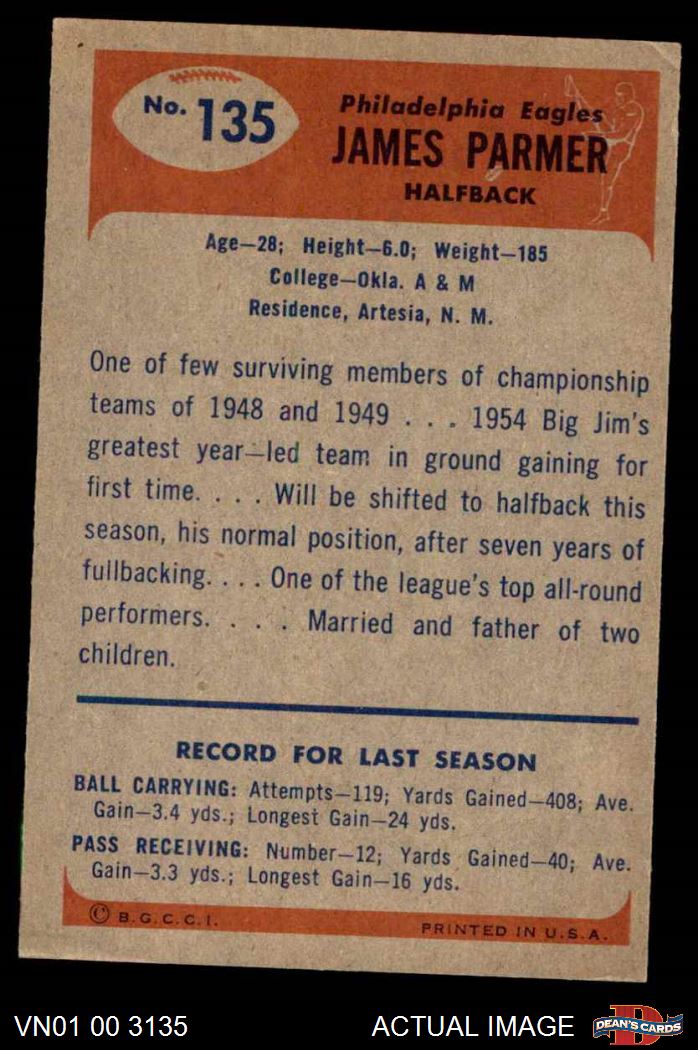 No. 135
Philadelphia Eagles
JAMES PARMER
HALFBACK
Age—28; Height—6.0; Weight—185
College—Okla. A & M
Residence, Artesia, N. M.
One of few surviving members of championship
teams of 1948 and 1949 . . . 1954 Big Jim's
greatest year—led team in ground gaining for
first time. . . . Will be shifted to halfback this
season, his normal position, after seven years of
fullbacking. . . . One of the league's top all-round
performers. . . . Married and father of two
children.
RECORD FOR LAST SEASON
BALL CARRYING: Attempts—119; Yards Gained—408; Ave.
Gain—3.4 yds.; Longest Gain—24 yds.
PASS RECEIVING: Number—12; Yards Gained—40; Ave.
Gain—3.3 yds.; Longest Gain—16 yds.
© B.G.C.C.I.
PRINTED IN U.S.A.
VN01 00 3135
ACTUAL IMAGE
D
DEAN'S CARDS